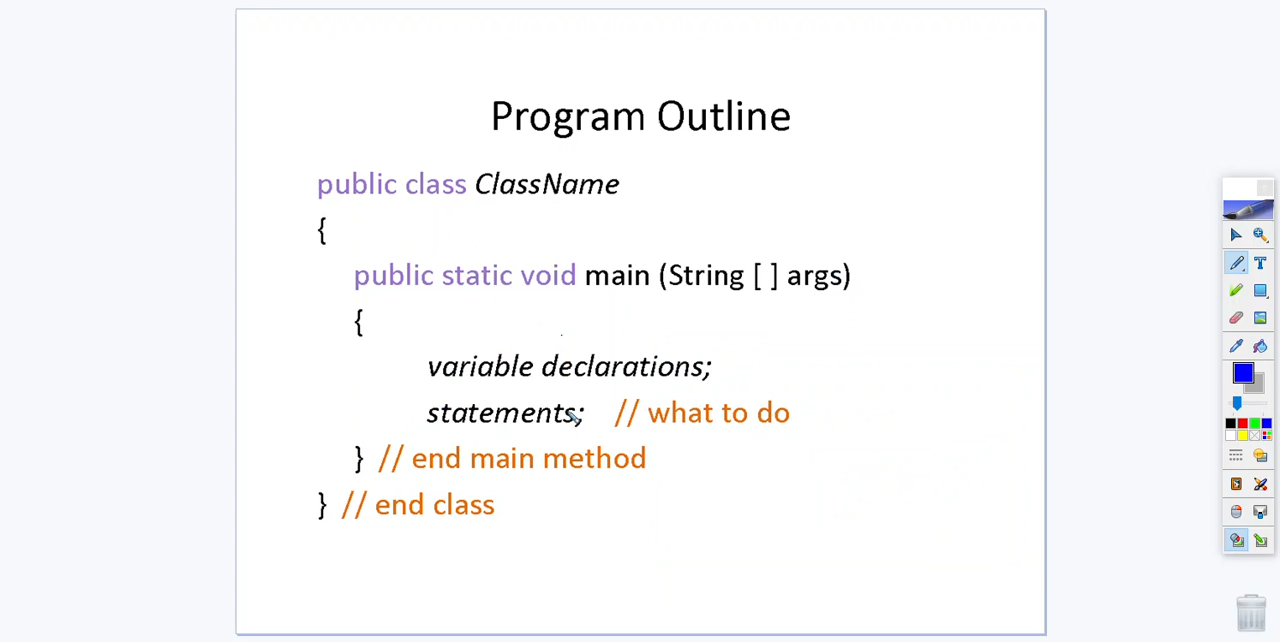 Program Outline
public class ClassName
{
public static void main (String [ ] args)
{
variable declarations;
statements; // what to do
} // end main method
} // end class
T